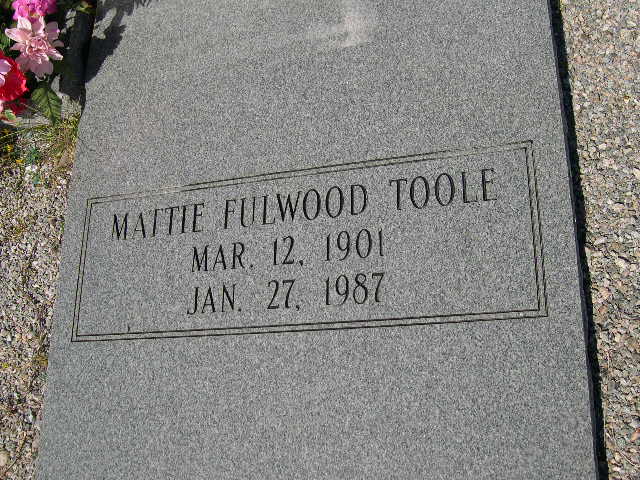 MATTIE FULWOOD TOOLE
MAR. 12, 1901
JAN. 27, 1987